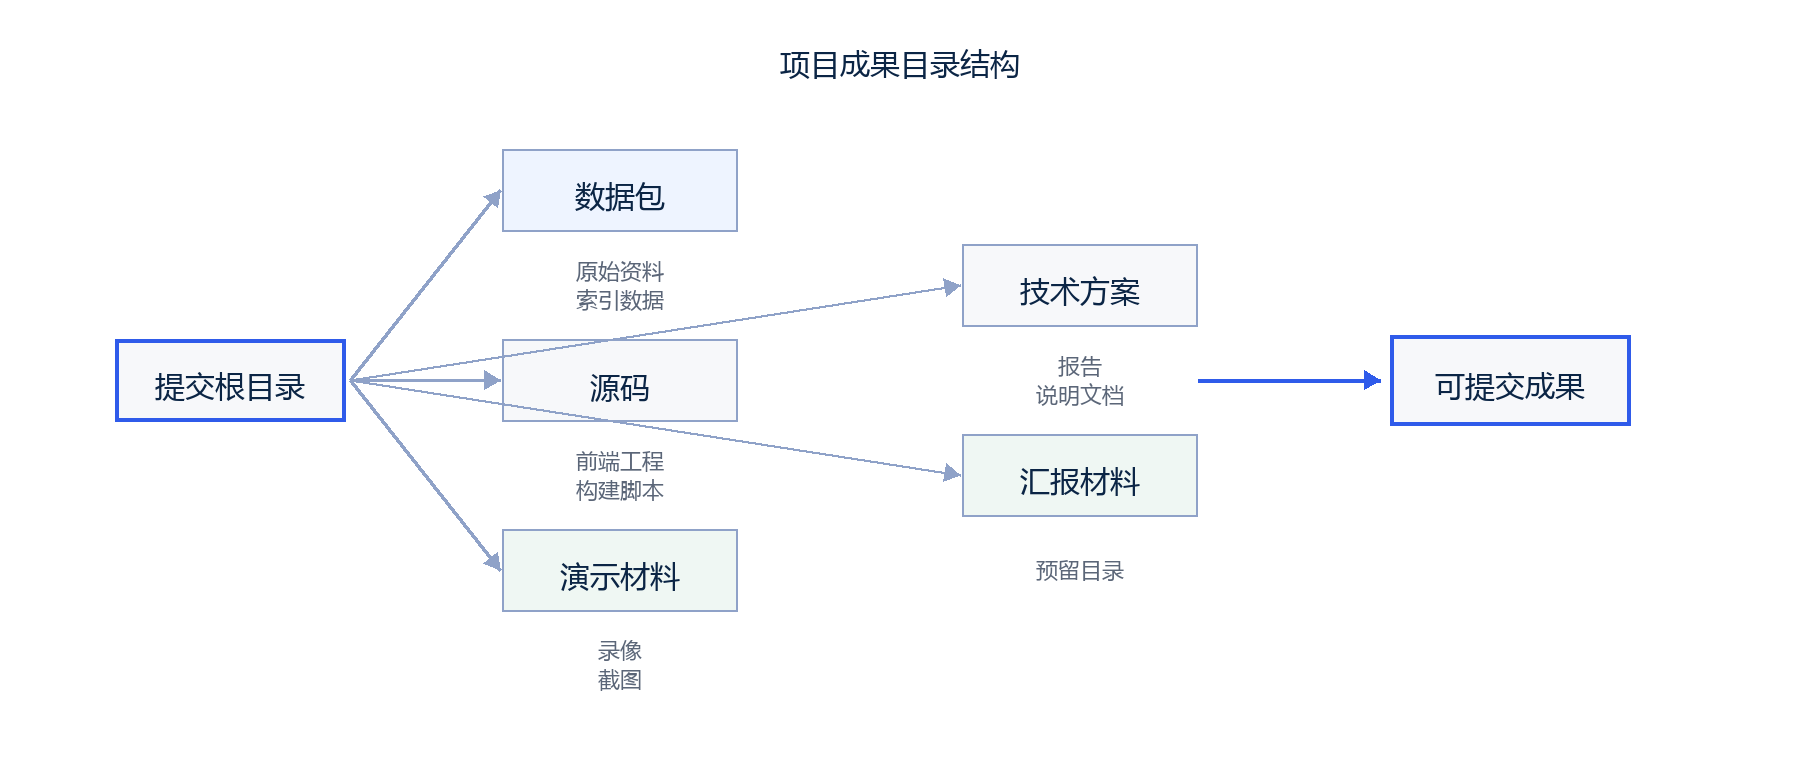 项目成果目录结构
提交根目录
数据包
原始资料
索引数据
源码
前端工程
构建脚本
演示材料
录像
截图
技术方案
报告
说明文档
汇报材料
预留目录
可提交成果